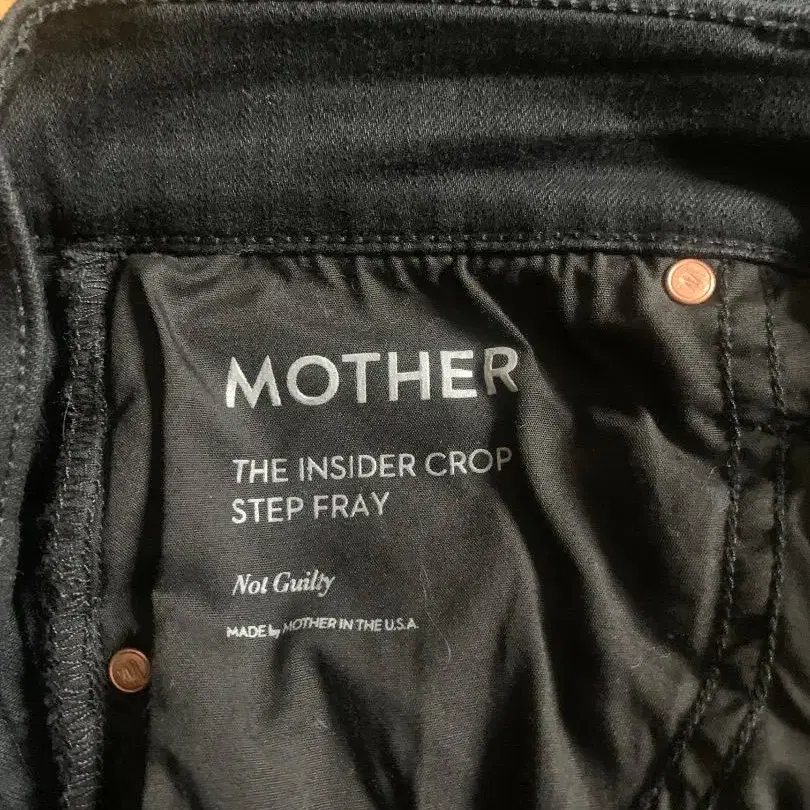 MOTHER
THE INSIDER CROP
STEP FRAY
Not Guilty
MADE by MOTHER IN THE U.S.A.